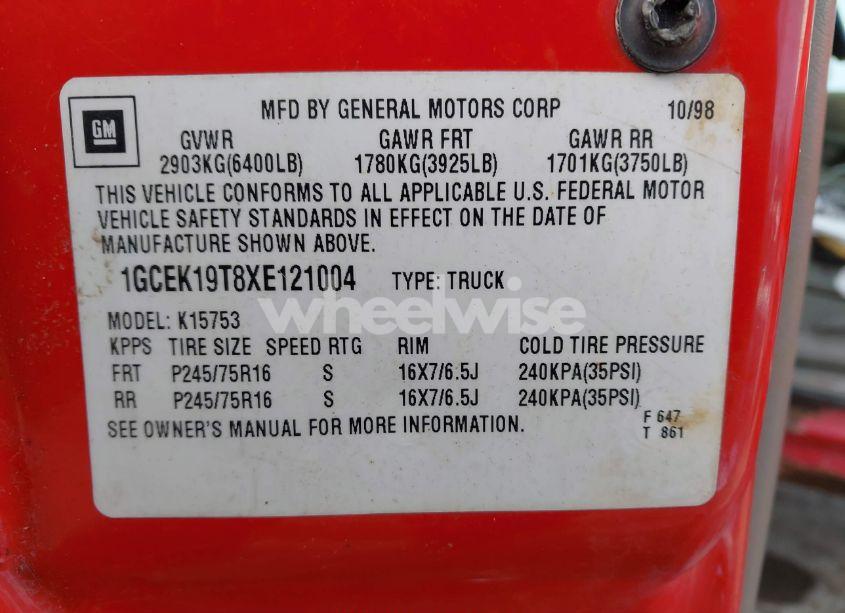 GM
MFD BY GENERAL MOTORS CORP 10/98
GVWR GAWR FRT GAWR RR
2903KG(6400LB) 1780KG(3925LB) 1701KG(3750LB)
THIS VEHICLE CONFORMS TO ALL APPLICABLE U.S. FEDERAL MOTOR
VEHICLE SAFETY STANDARDS IN EFFECT ON THE DATE OF
MANUFACTURE SHOWN ABOVE.
1GCEK19T8XE121004 TYPE: TRUCK
wheelwise
MODEL: K15753
KPPS TIRE SIZE SPEED RTG RIM COLD TIRE PRESSURE
FRT P245/75R16 S 16X7/6.5J 240KPA(35PSI)
RR P245/75R16 S 16X7/6.5J 240KPA(35PSI)
SEE OWNER'S MANUAL FOR MORE INFORMATION.
F 647
T 861